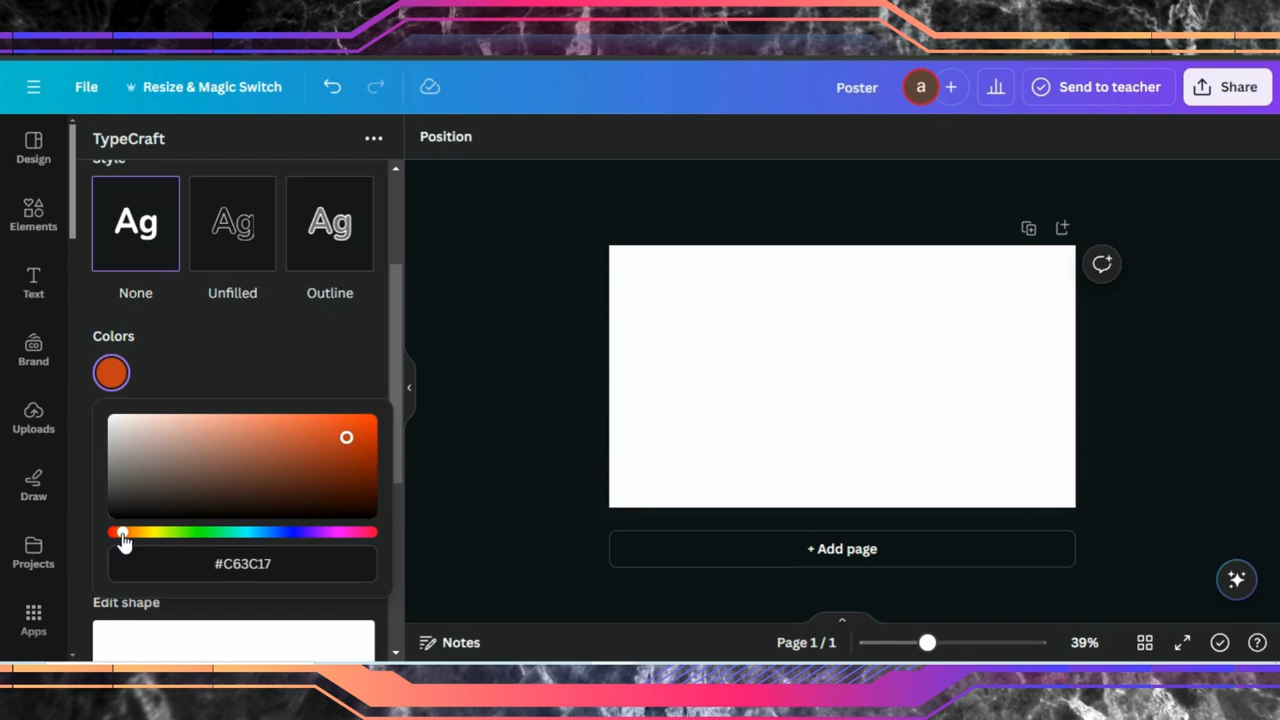 File
Resize & Magic Switch
Poster
a
+
Send to teacher
Share
Design
Elements
Text
Brand
Uploads
Draw
Projects
Apps
TypeCraft
Style
Ag
Ag
Ag
None
Unfilled
Outline
Colors
#C63C17
Edit shape
Position
+ Add page
Notes
Page 1 / 1
39%